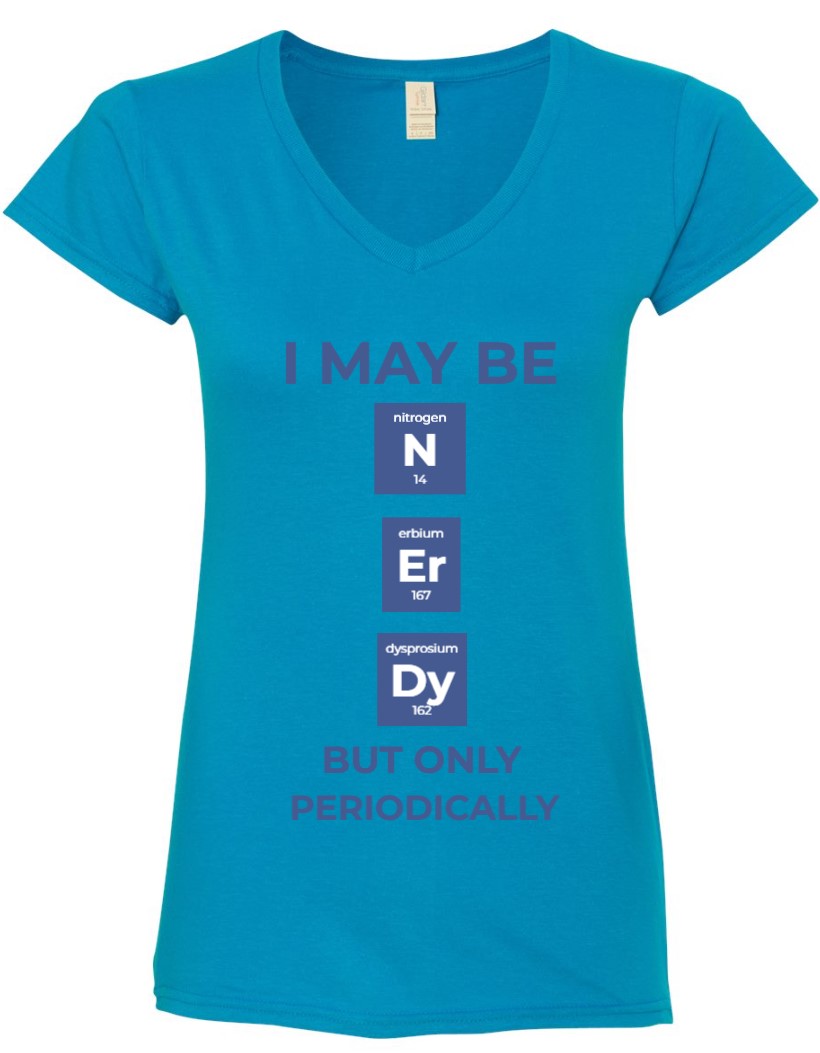 I MAY BE
nitrogen
N
14
erbium
Er
167
dysprosium
Dy
162
BUT ONLY
PERIODICALLY